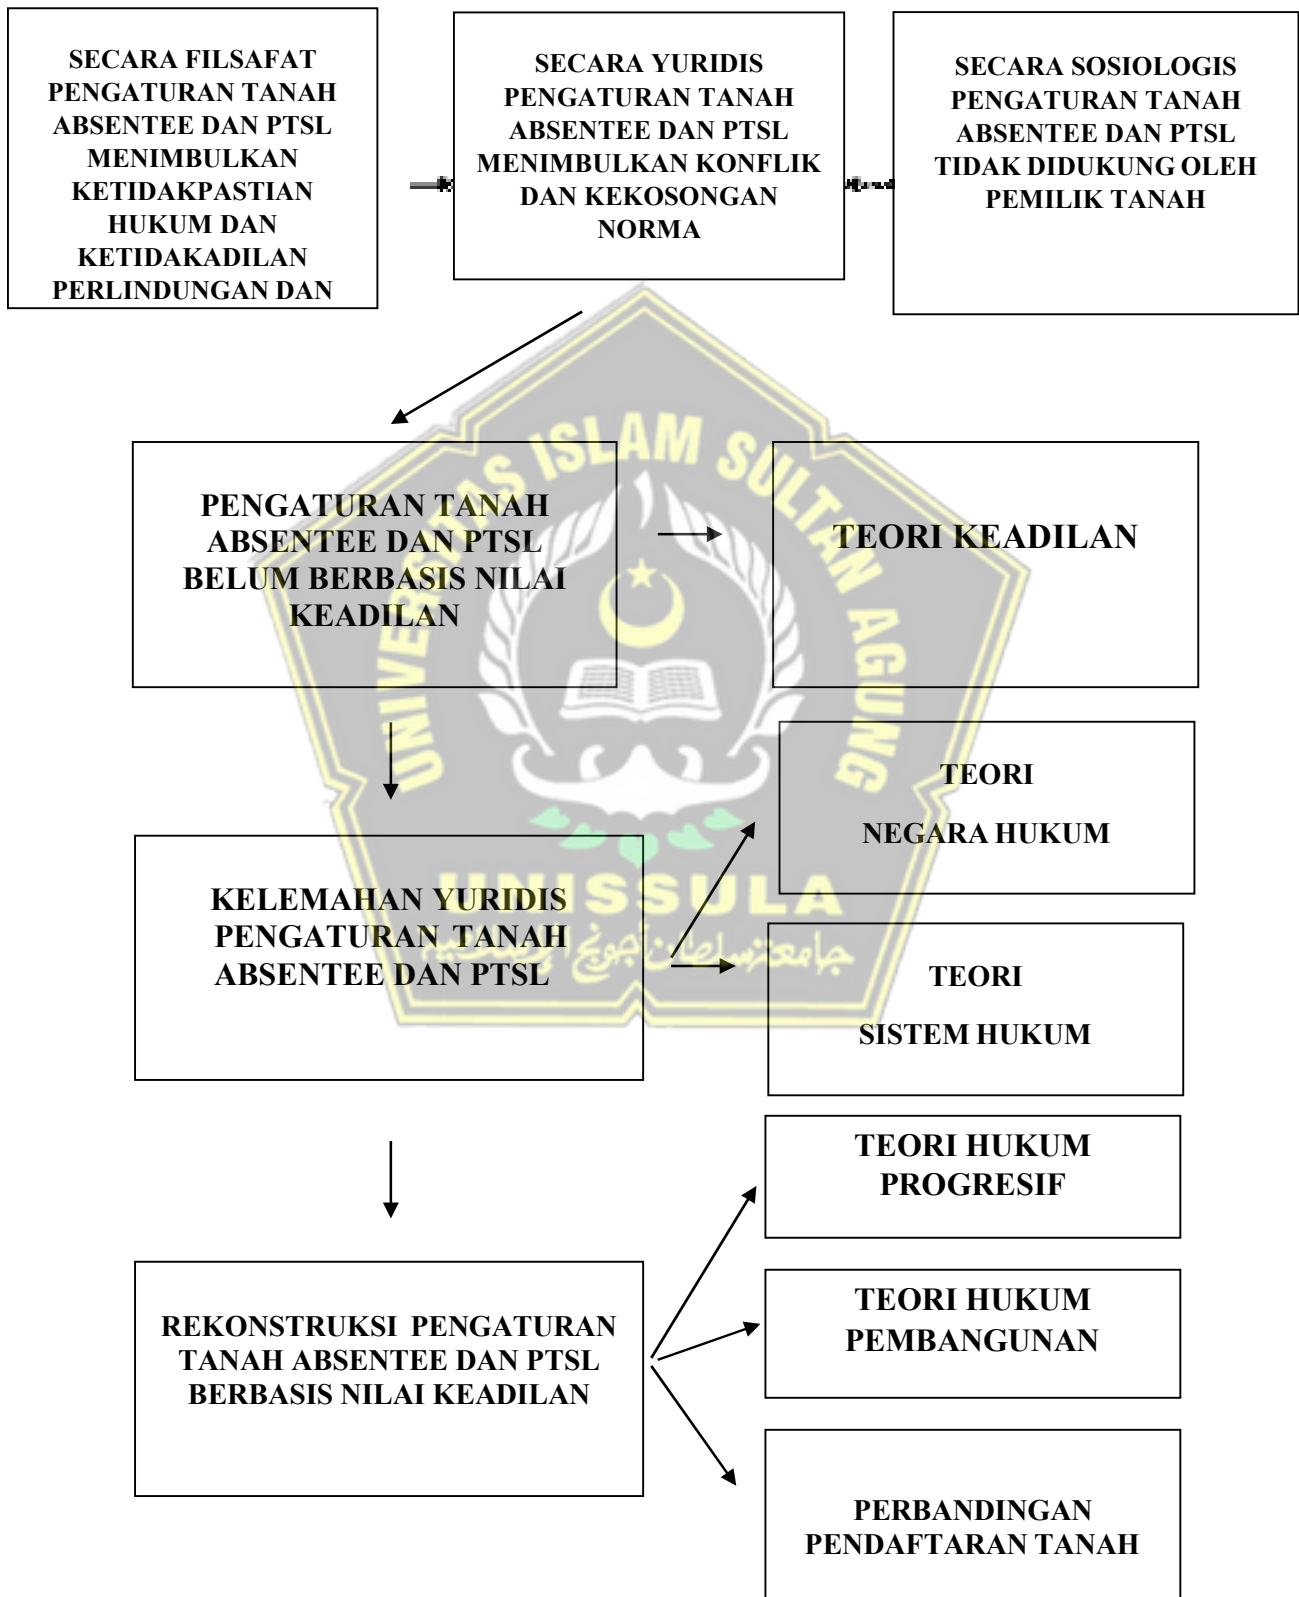 SECARA FILSAFAT
PENGATURAN TANAH
ABSENTEE DAN PTSL
MENIMBULKAN
KETIDAKPASTIAN
HUKUM DAN
KETIDAKADILAN
PERLINDUNGAN DAN
SECARA YURIDIS
PENGATURAN TANAH
ABSENTEE DAN PTSL
MENIMBULKAN KONFLIK
DAN KEKOSONGAN
NORMA
SECARA SOSIOLOGIS
PENGATURAN TANAH
ABSENTEE DAN PTSL
TIDAK DIDUKUNG OLEH
PEMILIK TANAH
PENGATURAN TANAH
ABSENTEE DAN PTSL
BELUM BERBASIS NILAI
KEADILAN
TEORI KEADILAN
TEORI
NEGARA HUKUM
KELEMAHAN YURIDIS
PENGATURAN TANAH
ABSENTEE DAN PTSL
TEORI
SISTEM HUKUM
TEORI HUKUM
PROGRESIF
REKONSTRUKSI PENGATURAN
TANAH ABSENTEE DAN PTSL
BERBASIS NILAI KEADILAN
TEORI HUKUM
PEMBANGUNAN
PERBANDINGAN
PENDAFTARAN TANAH
UNIVERSITAS ISLAM SULTAN AGUNG
UNISSULA
جامعة سلطان أجونج الإسلامية